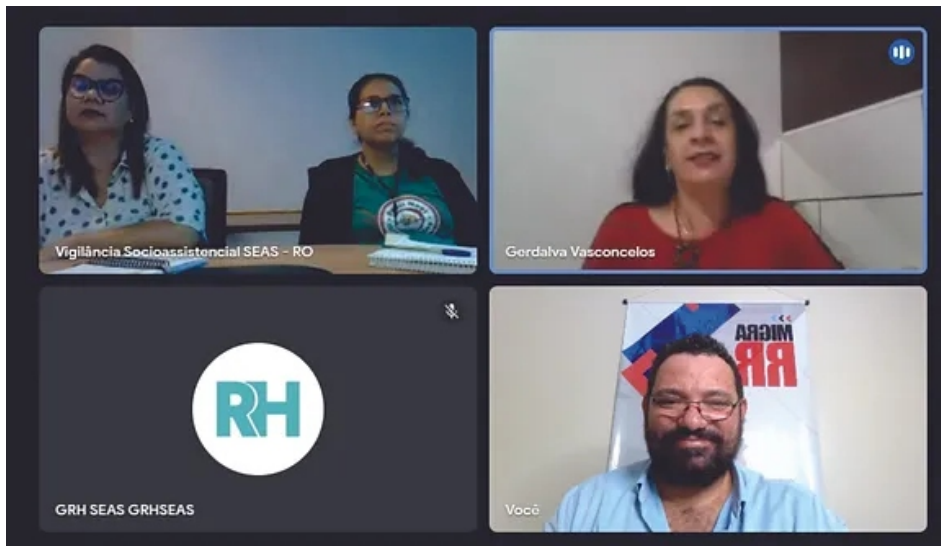 Vigilância Socioassistencial SEAS - RO
Gerdalva Vasconcelos
RH
GRH SEAS GRHSEAS
MIGRA
RR
Você